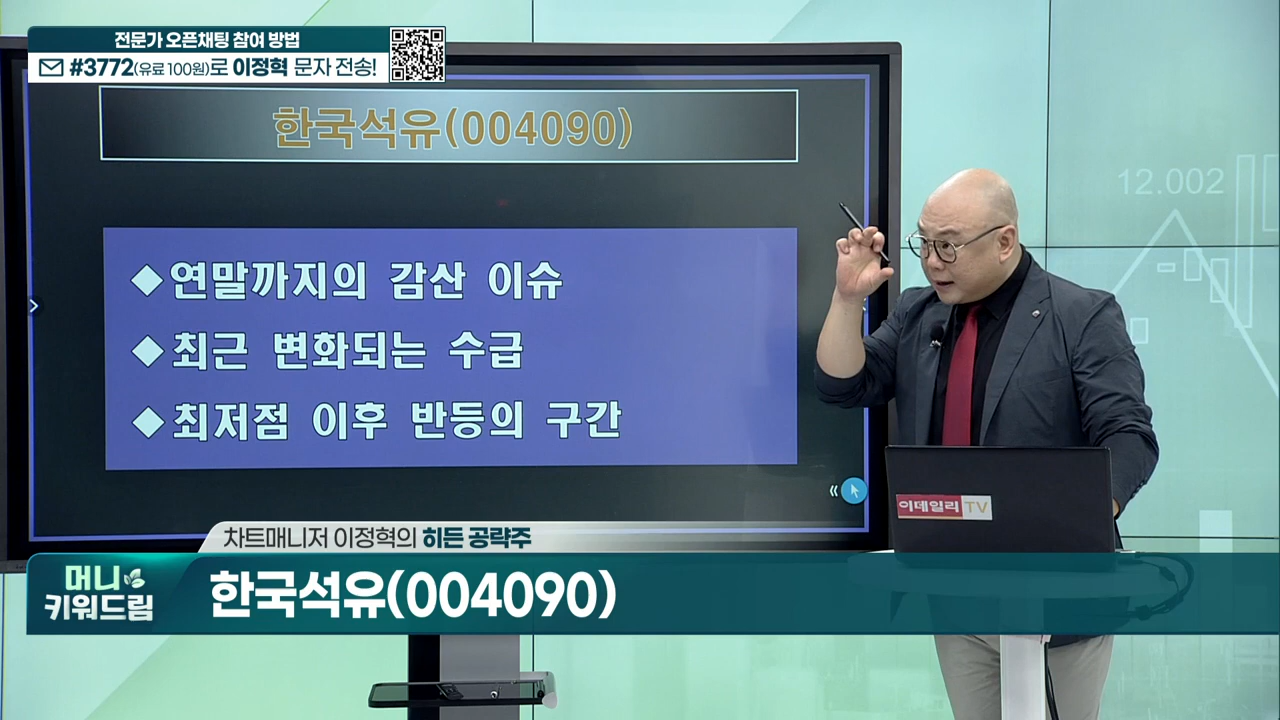 전문가 오픈채팅 참여 방법
#3772(유료 100원)로 이정혁 문자 전송!
한국석유(004090)
◆연말까지의 감산 이슈
◆최근 변화되는 수급
◆최저점 이후 반등의 구간
12.002
이데일리TV
차트매니저 이정혁의 히든 공략주
머니
키워드림
한국석유(004090)